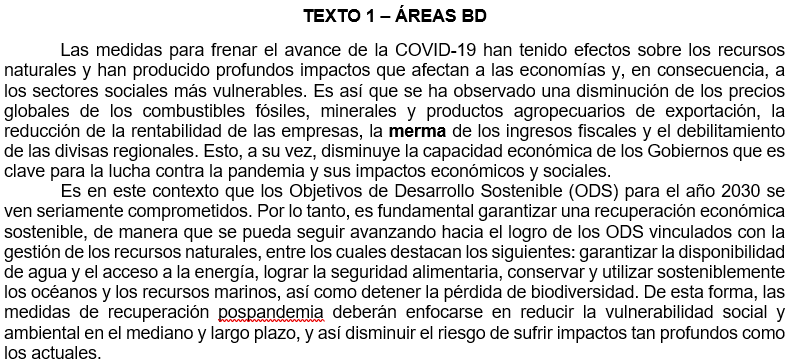 TEXTO 1 – ÁREAS BD
Las medidas para frenar el avance de la COVID-19 han tenido efectos sobre los recursos
naturales y han producido profundos impactos que afectan a las economías y, en consecuencia, a
los sectores sociales más vulnerables. Es así que se ha observado una disminución de los precios
globales de los combustibles fósiles, minerales y productos agropecuarios de exportación, la
reducción de la rentabilidad de las empresas, la merma de los ingresos fiscales y el debilitamiento
de las divisas regionales. Esto, a su vez, disminuye la capacidad económica de los Gobiernos que es
clave para la lucha contra la pandemia y sus impactos económicos y sociales.
Es en este contexto que los Objetivos de Desarrollo Sostenible (ODS) para el año 2030 se
ven seriamente comprometidos. Por lo tanto, es fundamental garantizar una recuperación económica
sostenible, de manera que se pueda seguir avanzando hacia el logro de los ODS vinculados con la
gestión de los recursos naturales, entre los cuales destacan los siguientes: garantizar la disponibilidad
de agua y el acceso a la energía, lograr la seguridad alimentaria, conservar y utilizar sosteniblemente
los océanos y los recursos marinos, así como detener la pérdida de biodiversidad. De esta forma, las
medidas de recuperación pospandemia deberán enfocarse en reducir la vulnerabilidad social y
ambiental en el mediano y largo plazo, y así disminuir el riesgo de sufrir impactos tan profundos como
los actuales.